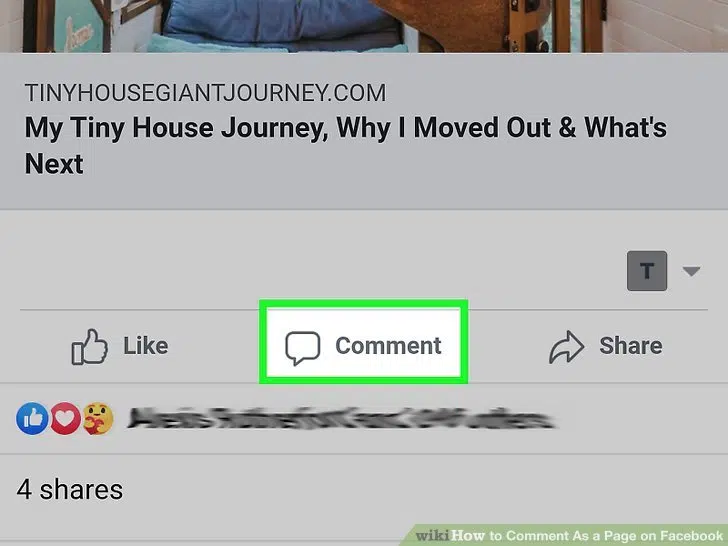 TINYHOUSEGIANTJOURNEY.COM
My Tiny House Journey, Why I Moved Out & What's
Next
T
Like
Comment
Share
4 shares
wikiHow to Comment As a Page on Facebook